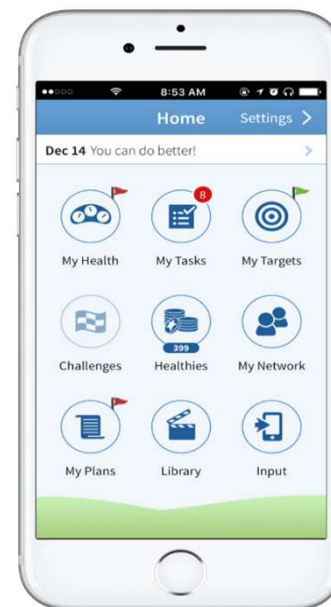 8:53 AM
Home
Settings >
Dec 14 You can do better! >
8
My Health
My Tasks
My Targets
399
Challenges
Healthies
My Network
My Plans
Library
Input